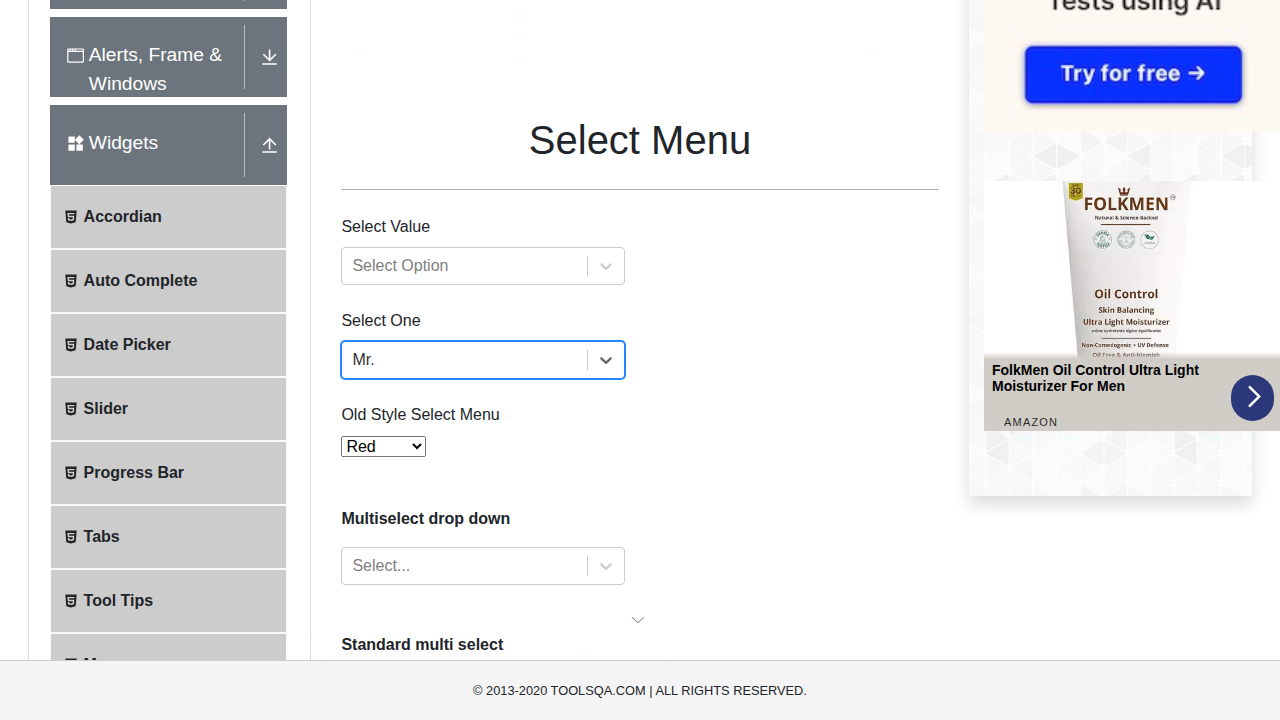 Tests using AI
Try for free →
Alerts, Frame &
Windows
Widgets
Accordian
Auto Complete
Date Picker
Slider
Progress Bar
Tabs
Tool Tips
Select Menu
Select Value
Select Option
Select One
Mr.
Old Style Select Menu
Red
Multiselect drop down
Select...
Standard multi select
30
FOLKMEN
Natural & Science-Backed
Oil Control
Skin Balancing
Ultra Light Moisturizer
Non-Comedogenic + UV Defense
Oil Free & Anti-blemish
FolkMen Oil Control Ultra Light
Moisturizer For Men
AMAZON
© 2013-2020 TOOLSQA.COM | ALL RIGHTS RESERVED.